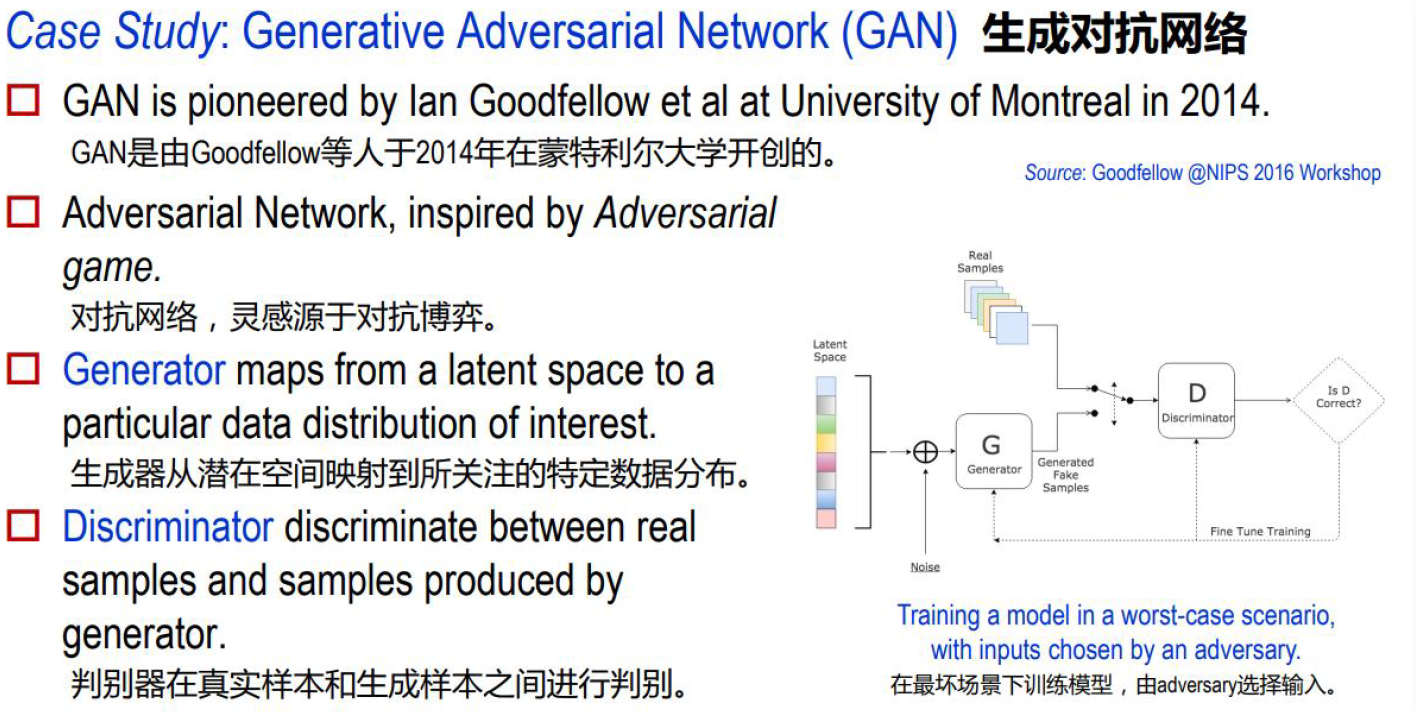 Case Study: Generative Adversarial Network (GAN) 生成对抗网络
GAN is pioneered by Ian Goodfellow et al at University of Montreal in 2014.
GAN是由Goodfellow等人于2014年在蒙特利尔大学开创的。
Source: Goodfellow @NIPS 2016 Workshop
Adversarial Network, inspired by Adversarial
game.
对抗网络，灵感源于对抗博弈。
Generator maps from a latent space to a
particular data distribution of interest.
生成器从潜在空间映射到所关注的特定数据分布。
Discriminator discriminate between real
samples and samples produced by
generator.
判别器在真实样本和生成样本之间进行判别。
Real
Samples
Latent
Space
D
Discriminator
Is D
Correct?
G
Generator
Generated
Fake
Samples
Fine Tune Training
Noise
Training a model in a worst-case scenario,
with inputs chosen by an adversary.
在最坏场景下训练模型，由adversary选择输入。